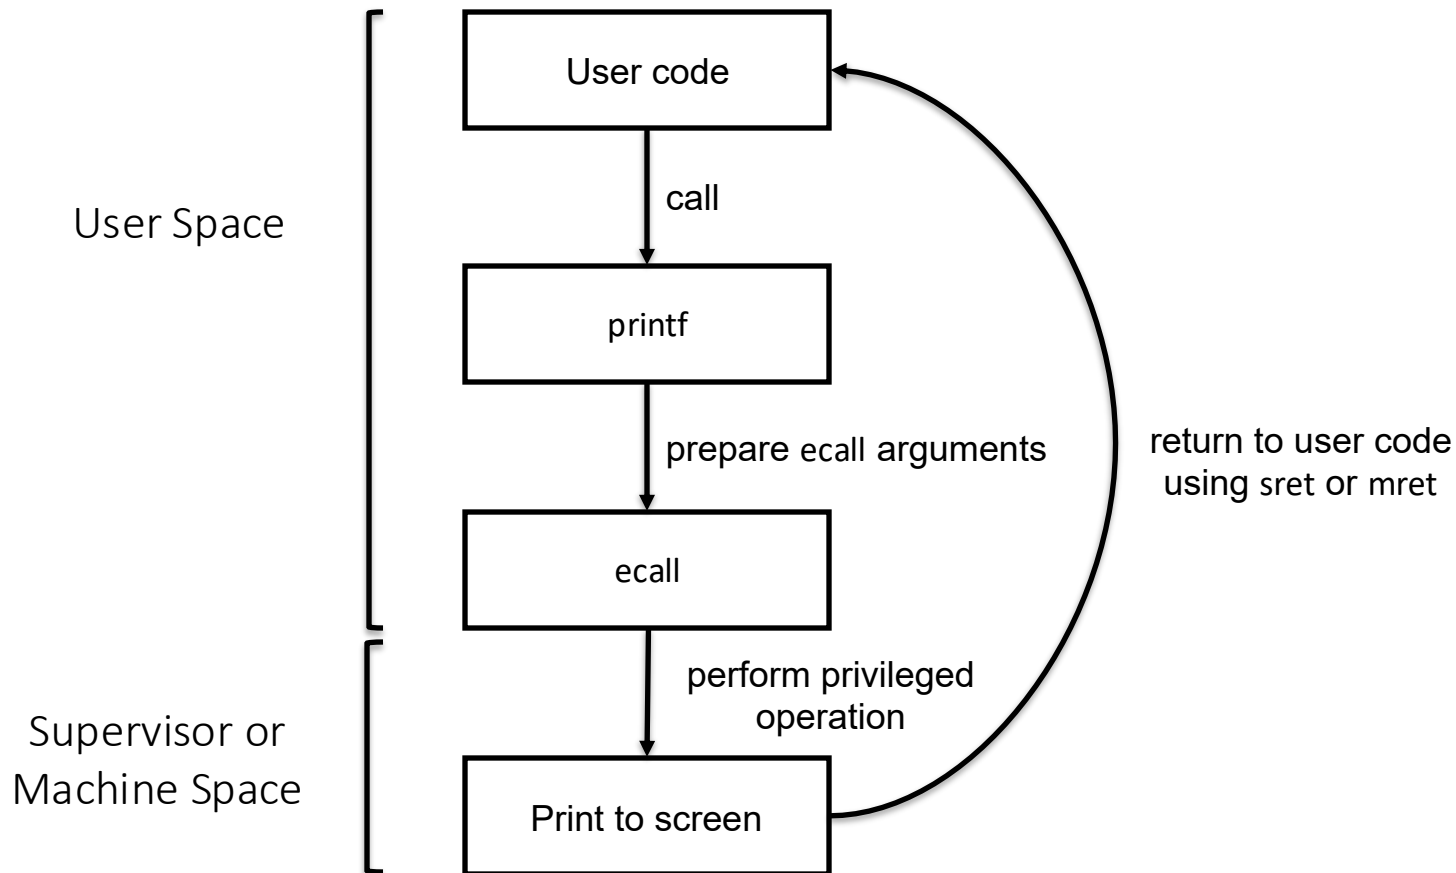 User code
call
User Space
printf
prepare ecall arguments
return to user code
using sret or mret
ecall
perform privileged
operation
Supervisor or
Machine Space
Print to screen